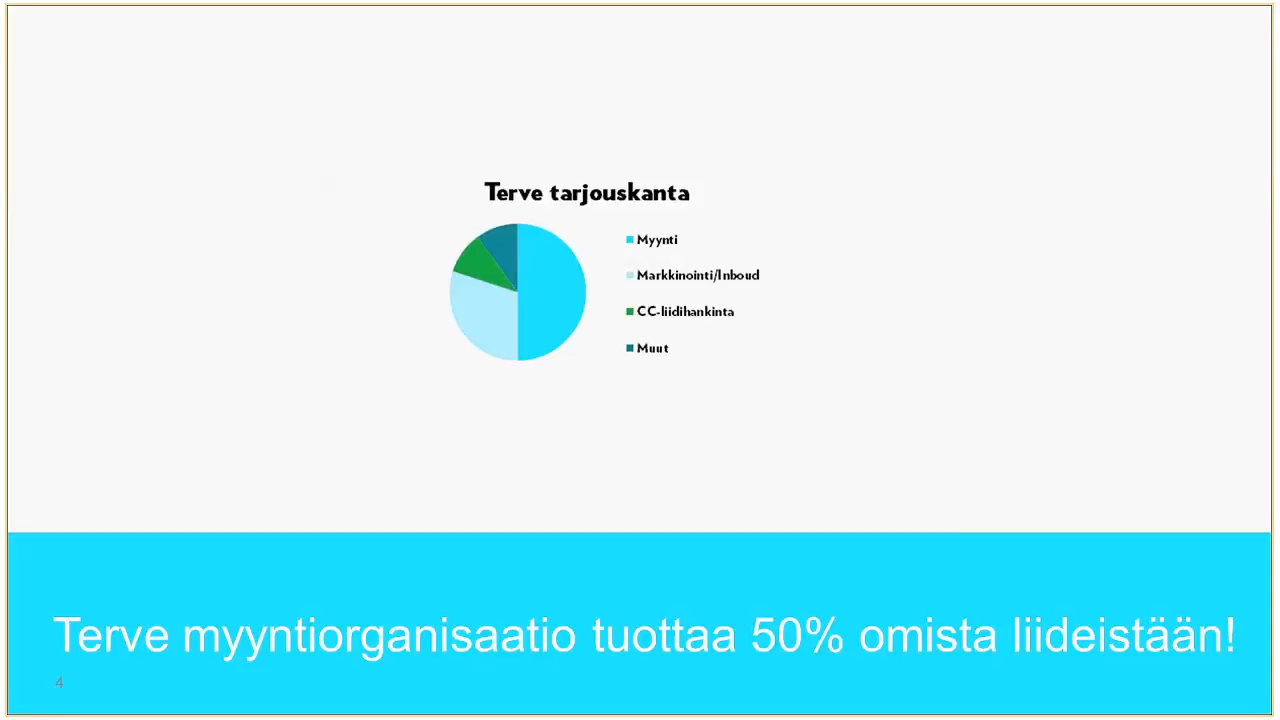 Terve tarjouskanta
Myynti
Markkinointi/Inboud
CC-liidihankinta
Muut
Terve myyntiorganisaatio tuottaa 50% omista liideistään!
4